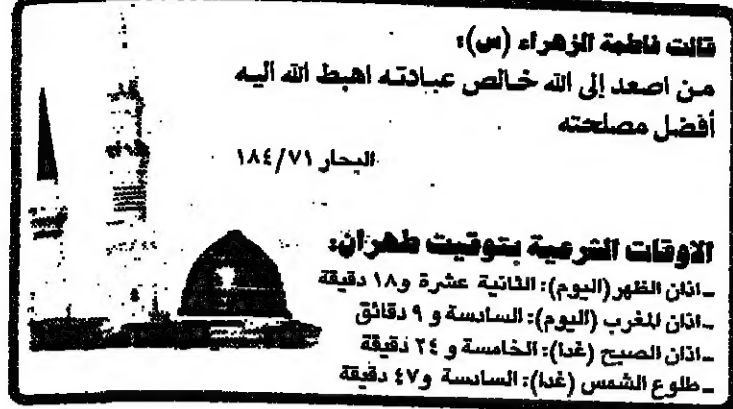 قالت فاطمة الزهراء (س):
من اصعد إلى الله خالص عبادته اهبط الله اليه
أفضل مصلحته
البحار ٧١/١٨٤
الاوقات الشرعية بتوقيت طهران:
ـ اذان الظهر (اليوم): الثانية عشرة و١٨ دقيقة
ـ اذان المغرب (اليوم): السادسة و ٩ دقائق
ـ اذان الصبح (غدا): الخامسة و ٢٤ دقيقة
ـ طلوع الشمس (غدا): السادسة و٤٧ دقيقة